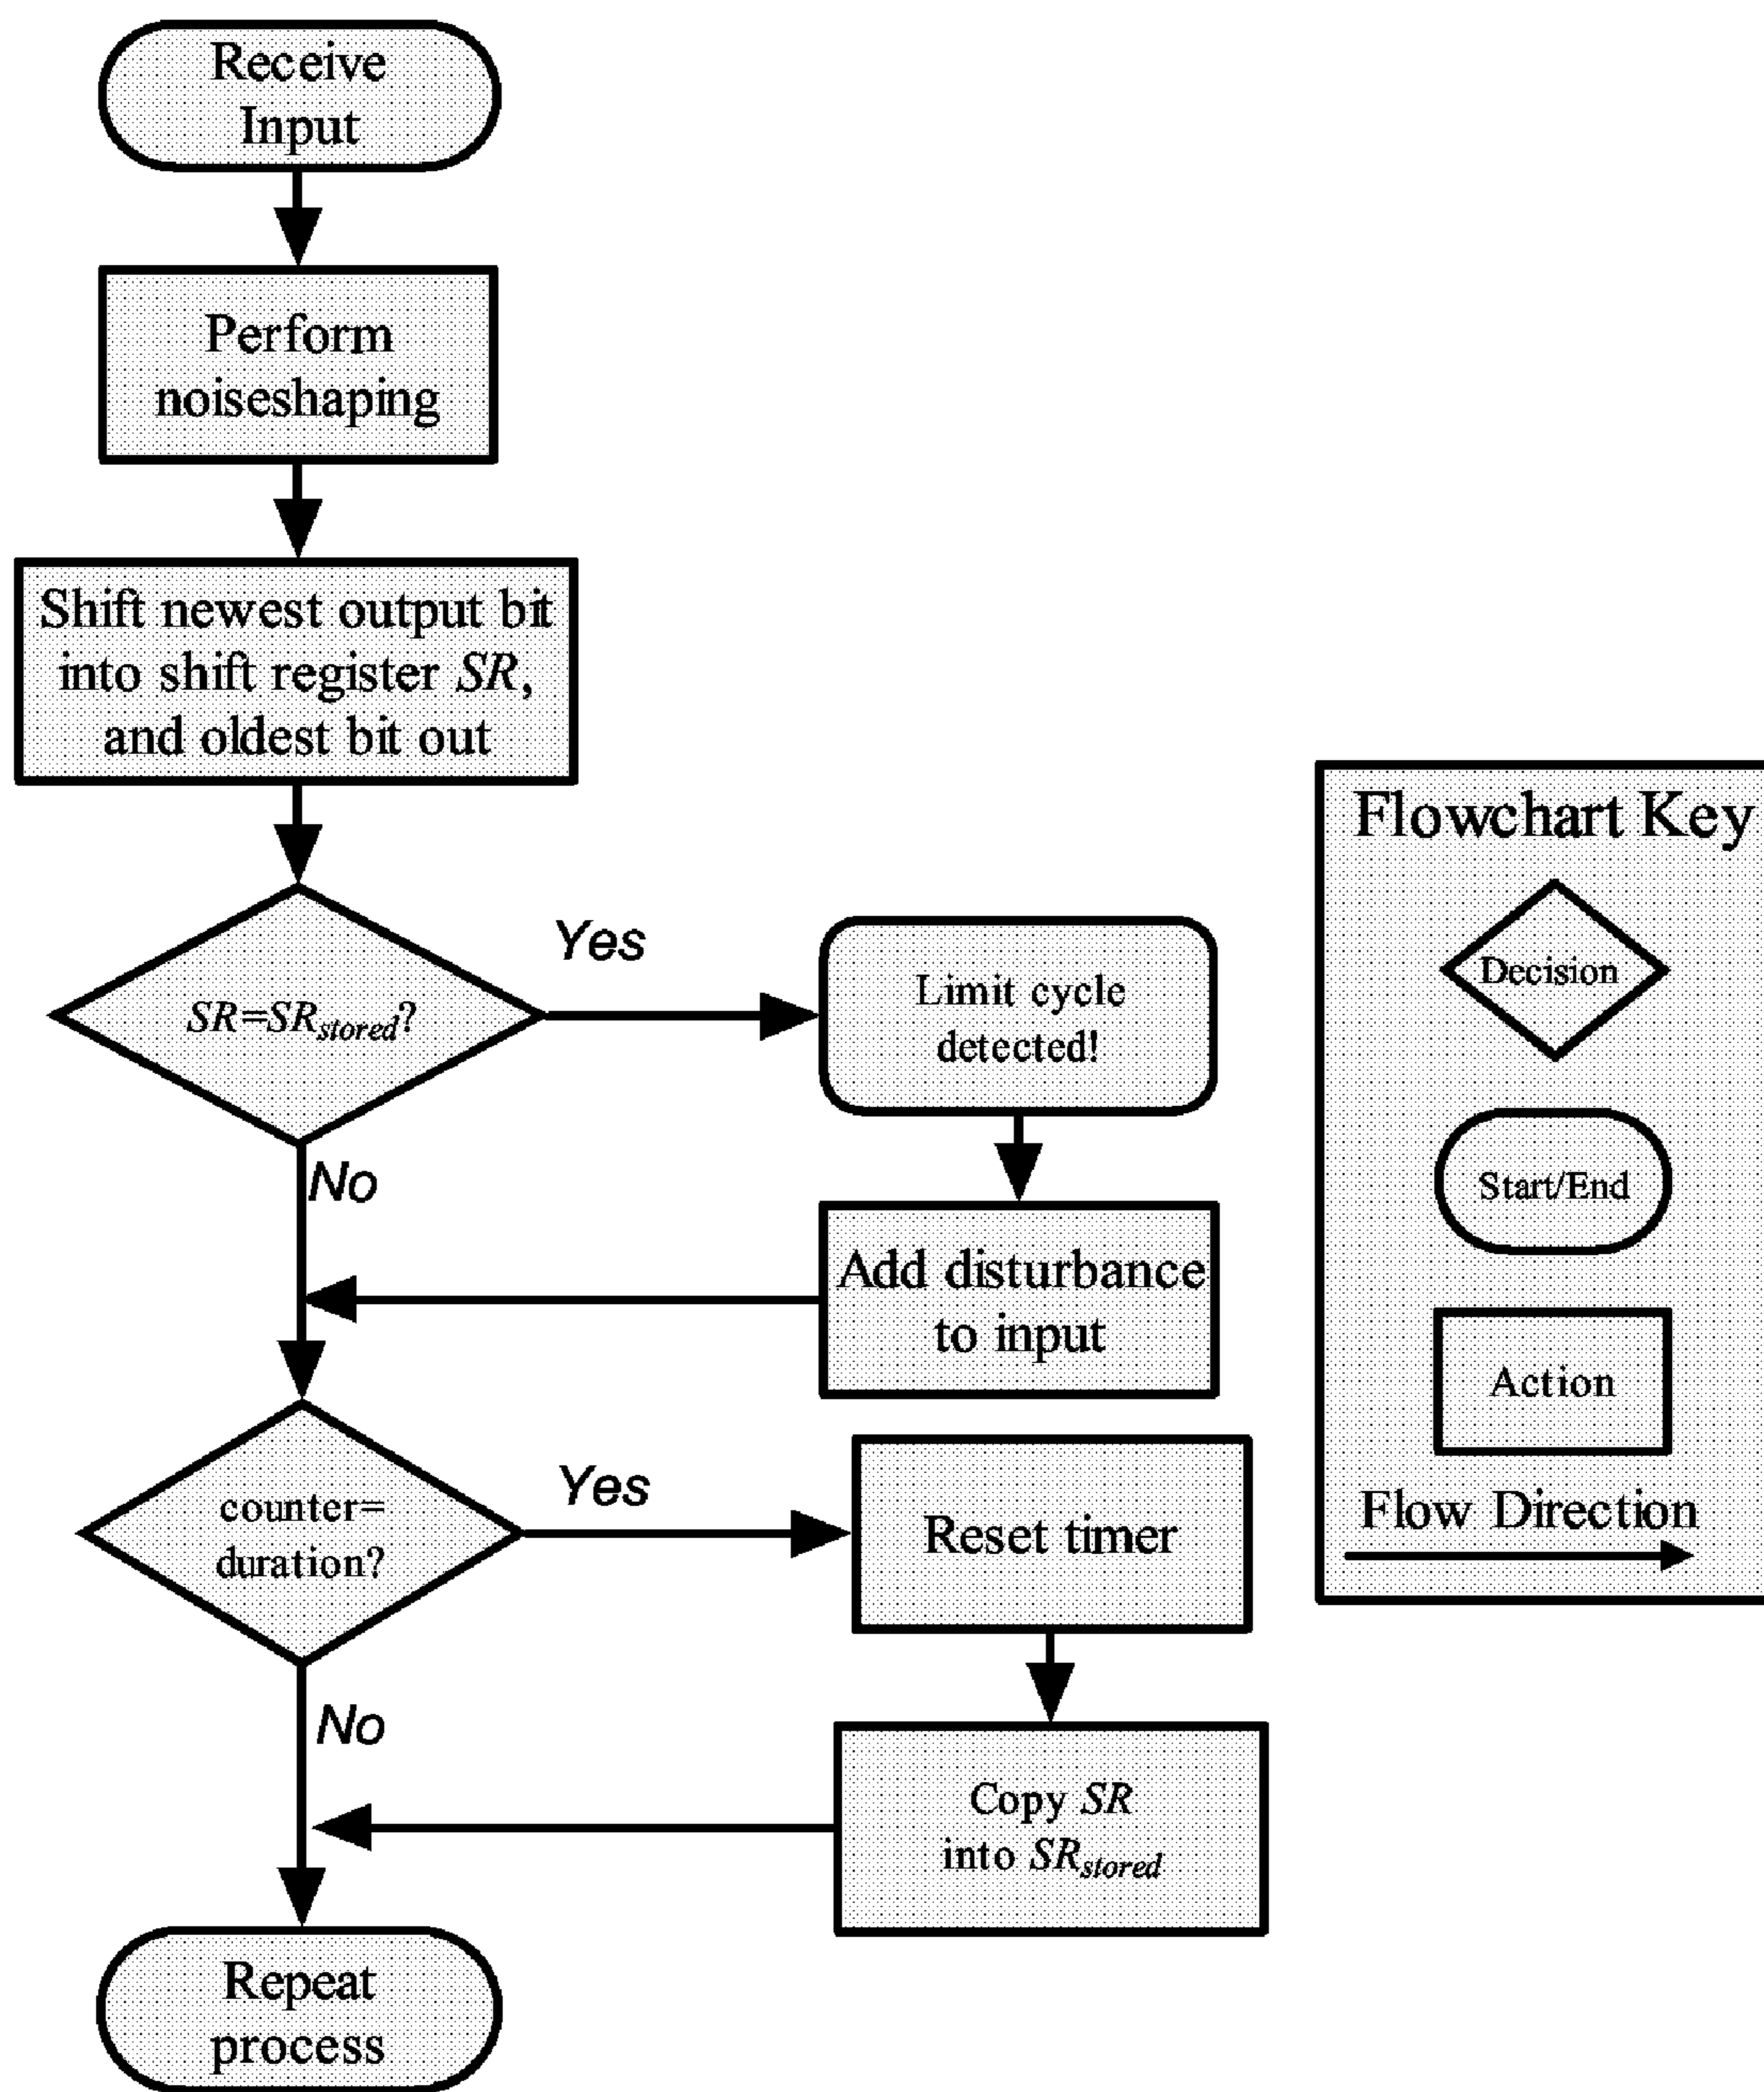 Receive
Input
Perform
noiseshaping
Shift newest output bit
into shift register SR,
and oldest bit out
SR=SRstored?
Yes
Limit cycle
detected!
No
Add disturbance
to input
counter=
duration?
Yes
Reset timer
No
Copy SR
into SRstored
Repeat
process
Flowchart Key
Decision
Start/End
Action
Flow Direction